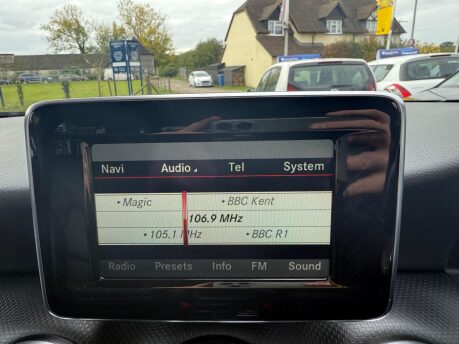 Navi Audio Tel System
• Magic • BBC Kent
106.9 MHz
• 105.1 MHz • BBC R1
Radio Presets Info FM Sound